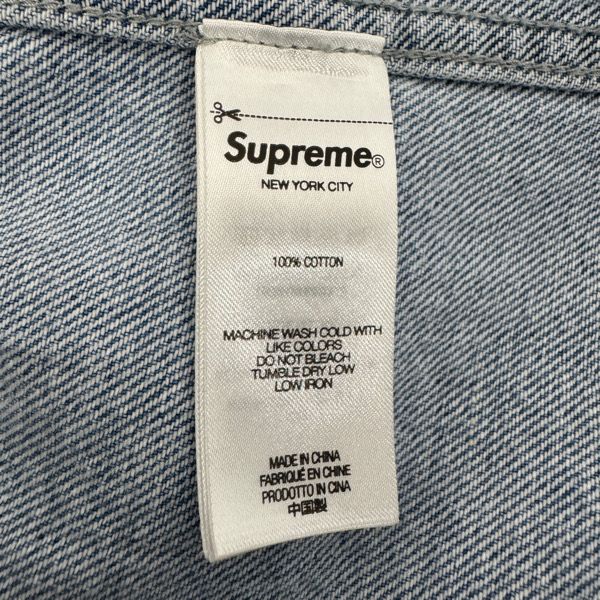 Supreme®
NEW YORK CITY
100% COTTON
MACHINE WASH COLD WITH
LIKE COLORS
DO NOT BLEACH
TUMBLE DRY LOW
LOW IRON
MADE IN CHINA
FABRIQUÉ EN CHINE
PRODOTTO IN CINA
中国製